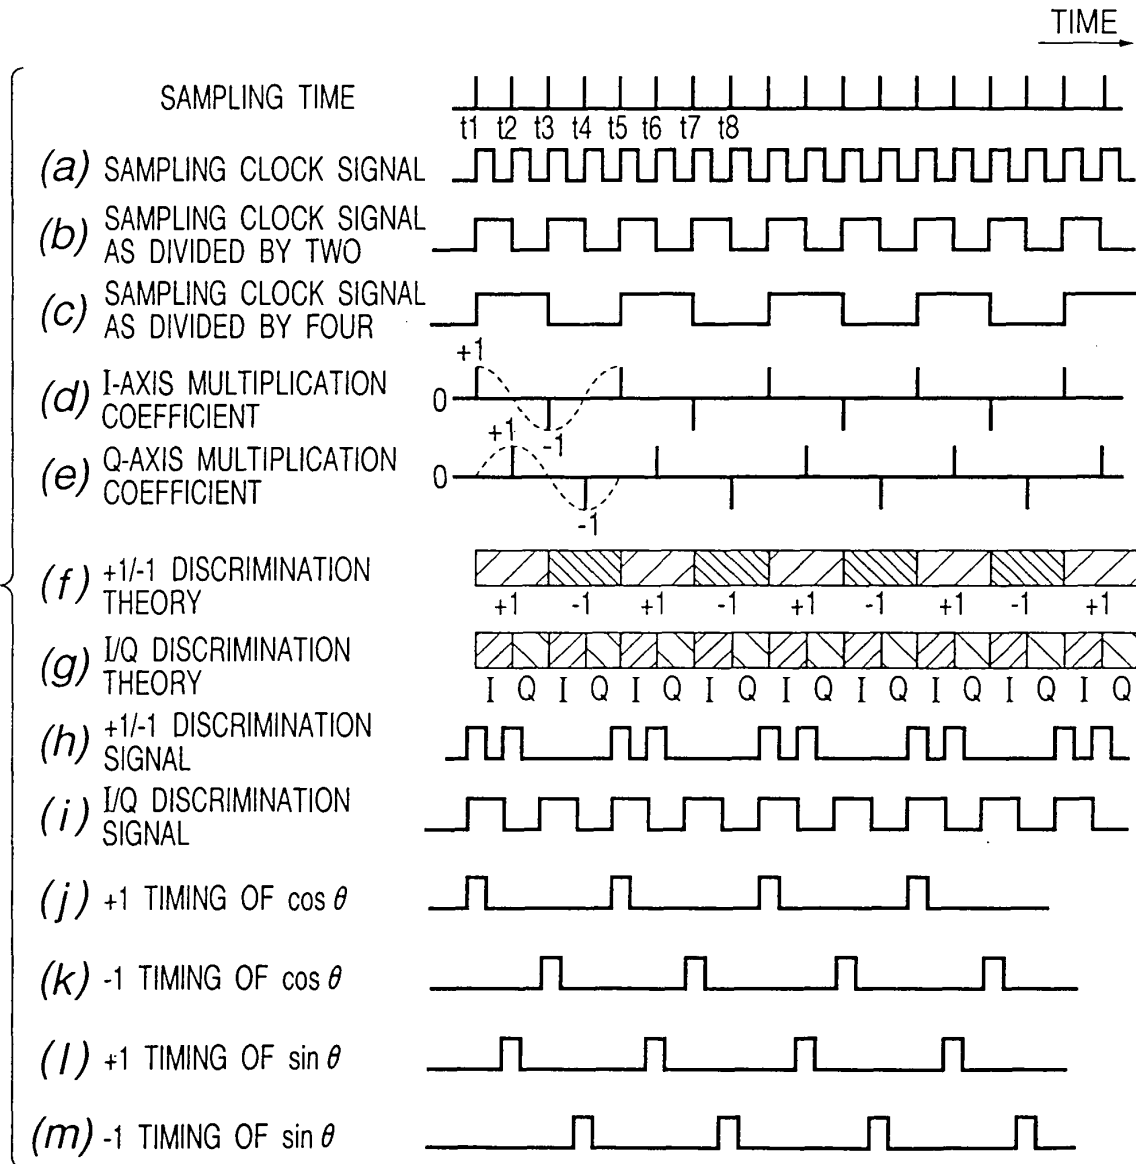 TIME
SAMPLING TIME
t1 t2 t3 t4 t5 t6 t7 t8
(a) SAMPLING CLOCK SIGNAL
(b) SAMPLING CLOCK SIGNAL
AS DIVIDED BY TWO
(c) SAMPLING CLOCK SIGNAL
AS DIVIDED BY FOUR
+1
(d) I-AXIS MULTIPLICATION
COEFFICIENT
0
-1
+1
(e) Q-AXIS MULTIPLICATION
COEFFICIENT
0
-1
(f) +1/-1 DISCRIMINATION
THEORY
+1 -1 +1 -1 +1 -1 +1 -1 +1
(g) I/Q DISCRIMINATION
THEORY
I Q I Q I Q I Q I Q I Q I Q I Q I Q
(h) +1/-1 DISCRIMINATION
SIGNAL
(i) I/Q DISCRIMINATION
SIGNAL
(j) +1 TIMING OF cos θ
(k) -1 TIMING OF cos θ
(l) +1 TIMING OF sin θ
(m) -1 TIMING OF sin θ